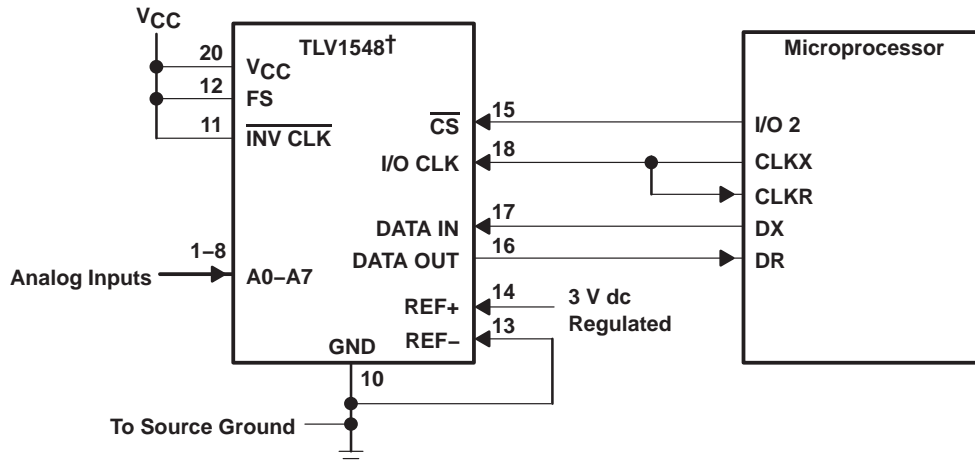 VCC
TLV1548†
Microprocessor
20
VCC
12
FS
11
INV CLK
CS
15
I/O 2
I/O CLK
18
CLKX
CLKR
DATA IN
17
DX
DATA OUT
16
DR
1–8
Analog Inputs
A0–A7
REF+
14
3 V dc
Regulated
REF–
13
GND
10
To Source Ground